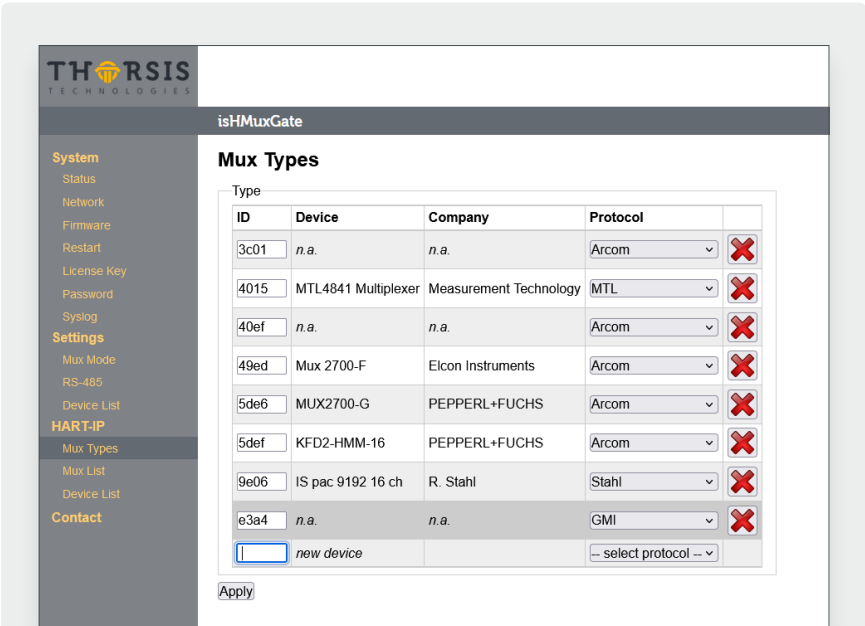 THORSIS
TECHNOLOGIES
isHMuxGate
System
Status
Network
Firmware
Restart
License Key
Password
Syslog
Settings
Mux Mode
RS-485
Device List
HART-IP
Mux Types
Mux List
Device List
Contact
Mux Types
Type
ID Device Company Protocol
3c01 n.a. n.a. Arcom
4015 MTL4841 Multiplexer Measurement Technology MTL
40ef n.a. n.a. Arcom
49ed Mux 2700-F Elcon Instruments Arcom
5de6 MUX2700-G PEPPERL+FUCHS Arcom
5def KFD2-HMM-16 PEPPERL+FUCHS Arcom
9e06 IS pac 9192 16 ch R. Stahl Stahl
e3a4 n.a. n.a. GMI
new device -- select protocol --
Apply